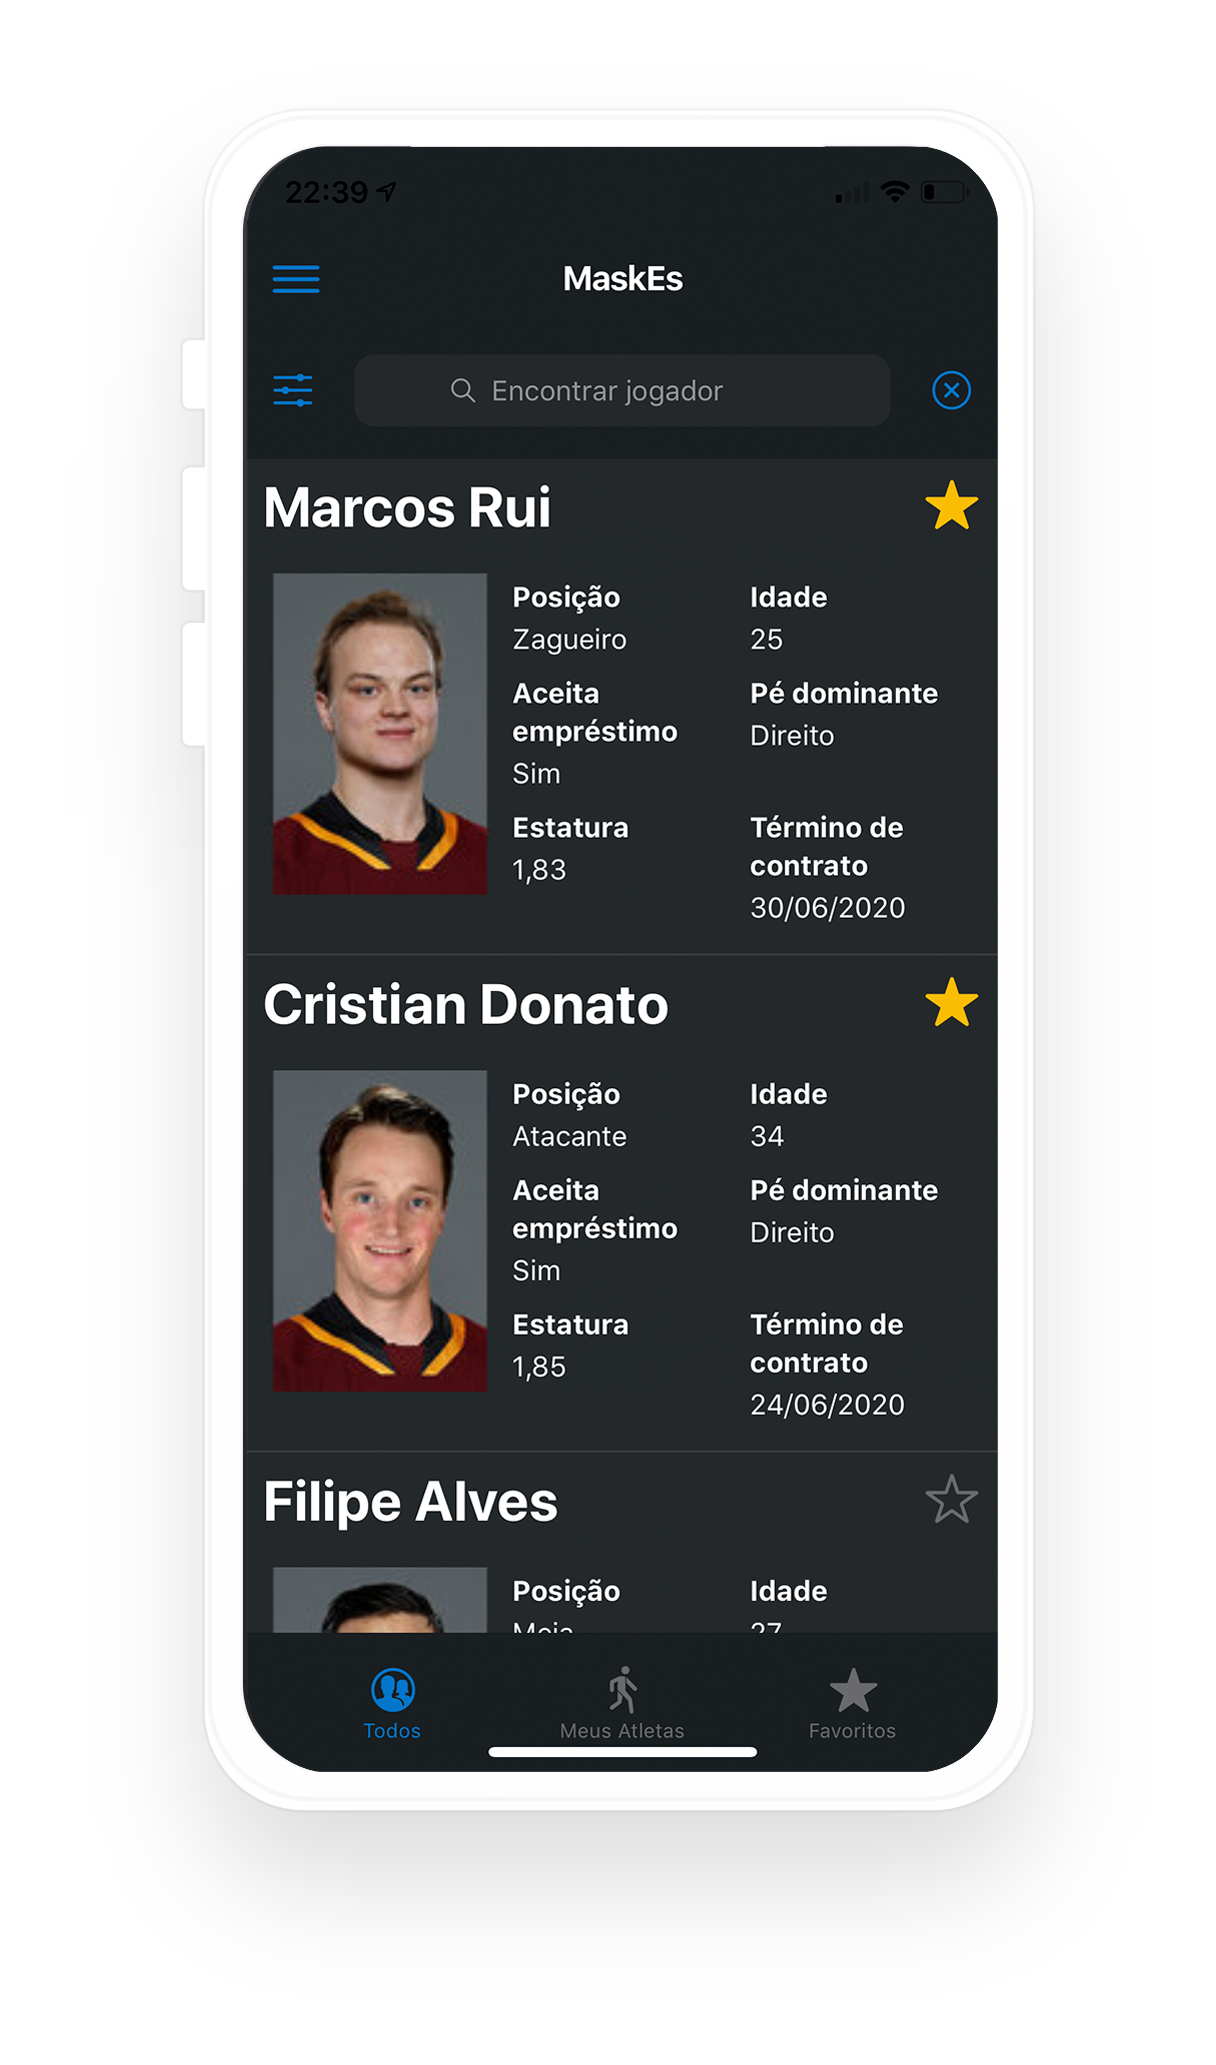 22:39
MaskEs
Encontrar jogador
Marcos Rui
Posição
Zagueiro
Idade
25
Aceita
empréstimo
Sim
Pé dominante
Direito
Estatura
1,83
Término de
contrato
30/06/2020
Cristian Donato
Posição
Atacante
Idade
34
Aceita
empréstimo
Sim
Pé dominante
Direito
Estatura
1,85
Término de
contrato
24/06/2020
Filipe Alves
Posição
Meia
Idade
27
Todos
Meus Atletas
Favoritos